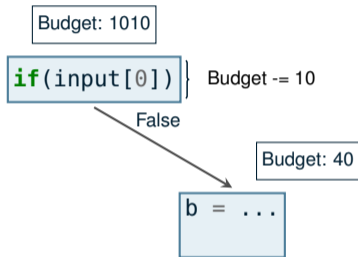 Budget: 1010
if(input[0])
Budget -= 10
False
Budget: 40
b = ...